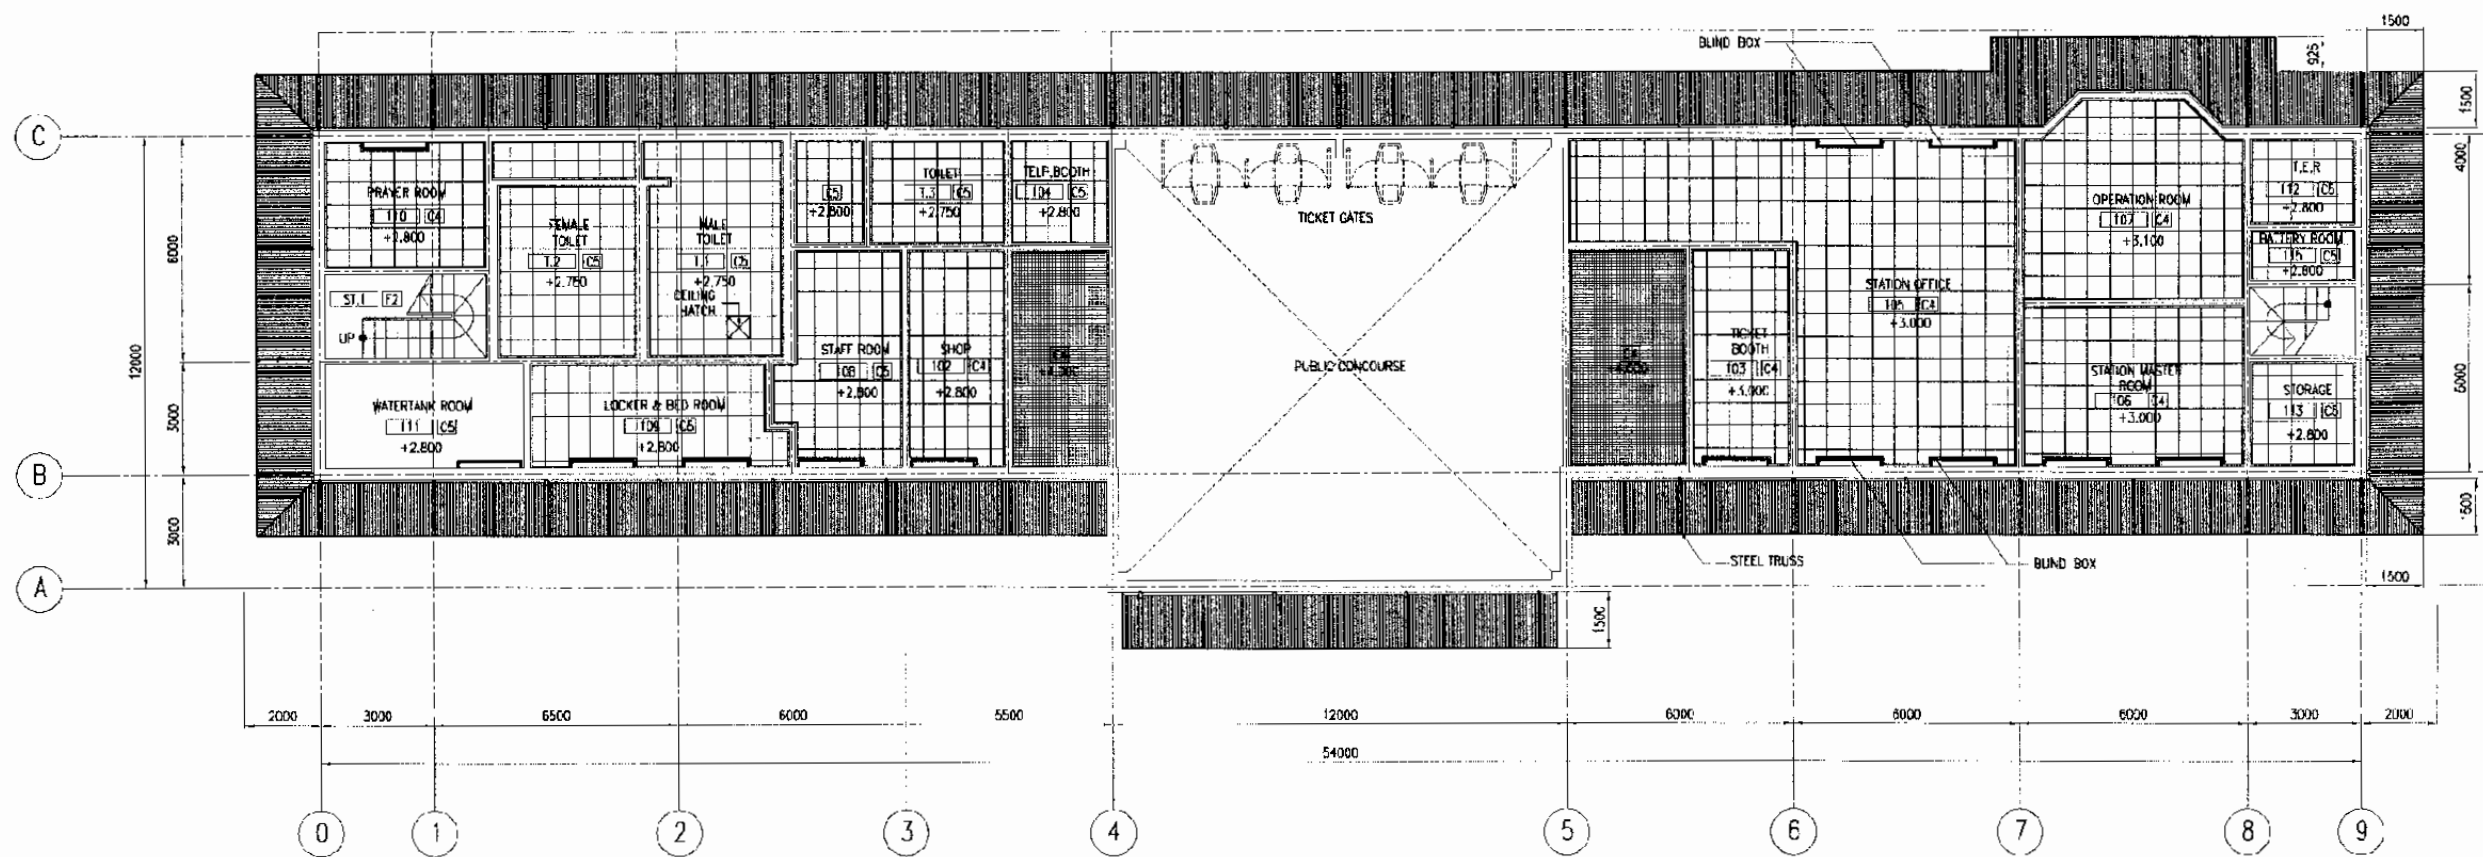 1500
BLIND BOX
925
1500
C
PRAYER ROOM
110 C4
+2.800
FEMALE
TOILET
T.2 C5
+2.750
MALE
TOILET
T.1 C5
+2.750
CEILING
HATCH
C5
+2.800
TOILET
T.3 C5
+2.750
TELP.BOOTH
104 C5
+2.800
TICKET GATES
OPERATION ROOM
107 C4
+3.100
T.E.R
112 C5
+2.800
BATTERY ROOM
115 C5
+2.800
4000
6000
12000
ST.1 F2
UP
STAFF ROOM
108 C5
+2.800
SHOP
102 C4
+2.800
PUBLIC CONCOURSE
TICKET
BOOTH
103 C4
+3.000
STATION OFFICE
105 C4
+3.000
STATION MASTER
ROOM
106 C4
+3.000
STORAGE
113 C5
+2.800
3000
WATERTANK ROOM
111 C5
+2.800
LOCKER & BED ROOM
109 C5
+2.800
B
3000
STEEL TRUSS
BLIND BOX
1500
A
1500
2000 3000 6500 6000 5500 12000 6000 6000 6000 3000 2000
54000
0 1 2 3 4 5 6 7 8 9